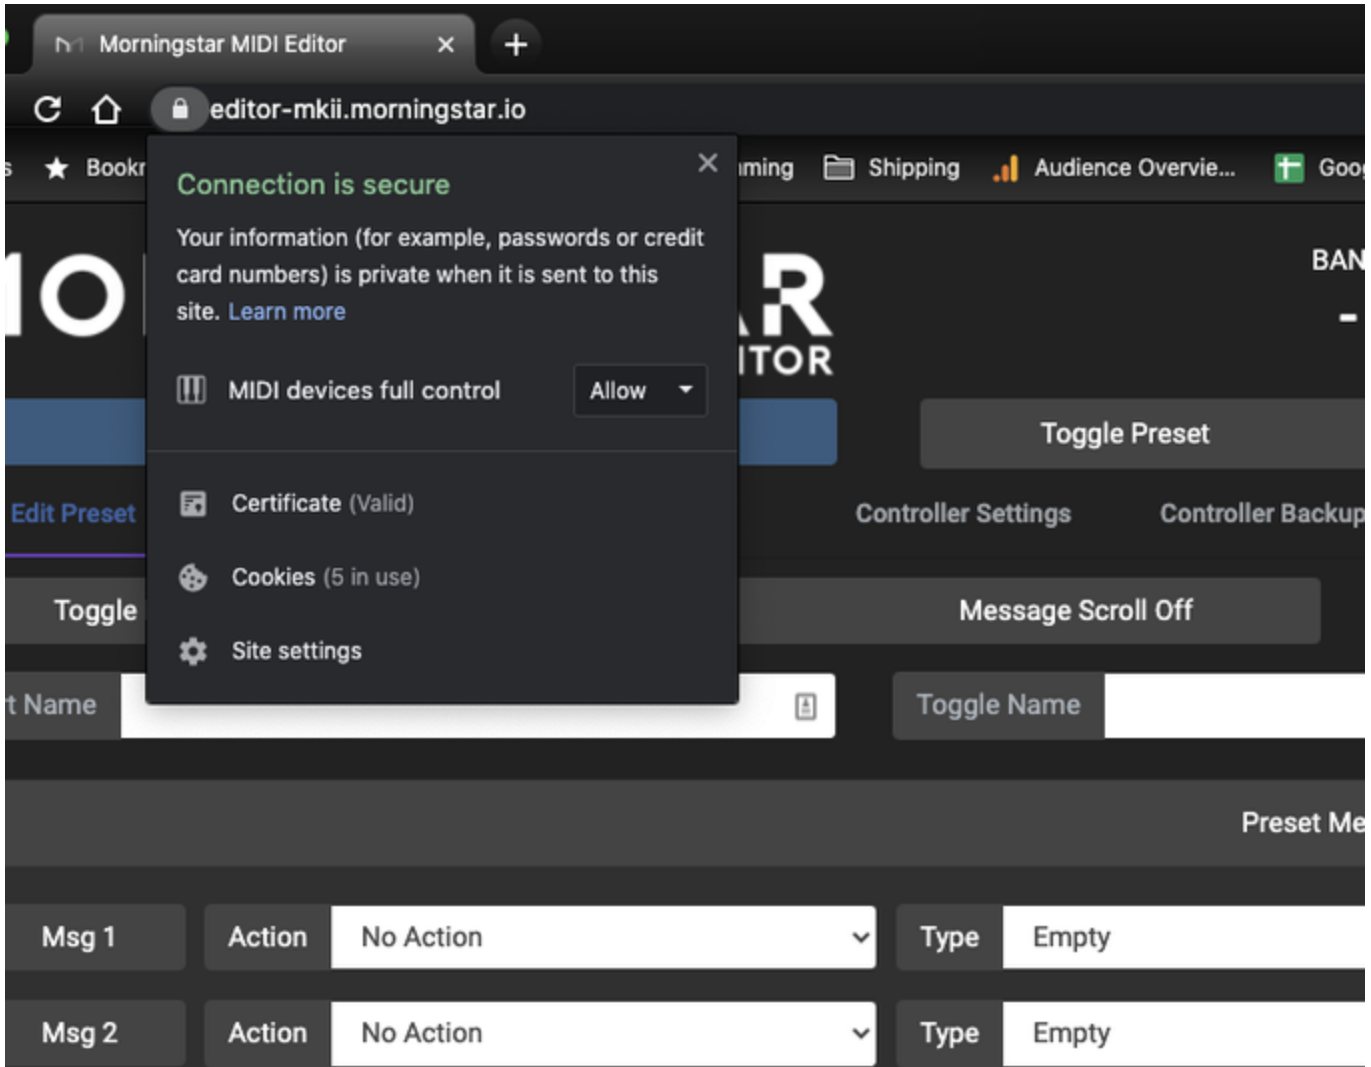 Morningstar MIDI Editor
editor-mkii.morningstar.io
s Bookr ming Shipping Audience Overvie... Goo
Connection is secure
Your information (for example, passwords or credit
card numbers) is private when it is sent to this
site. Learn more
MIDI devices full control Allow
Certificate (Valid)
Cookies (5 in use)
Site settings
MO AR
ITOR
BAN
-
Toggle Preset
Edit Preset Controller Settings Controller Backup
Toggle Message Scroll Off
t Name Toggle Name
Preset Me
Msg 1 Action No Action Type Empty
Msg 2 Action No Action Type Empty